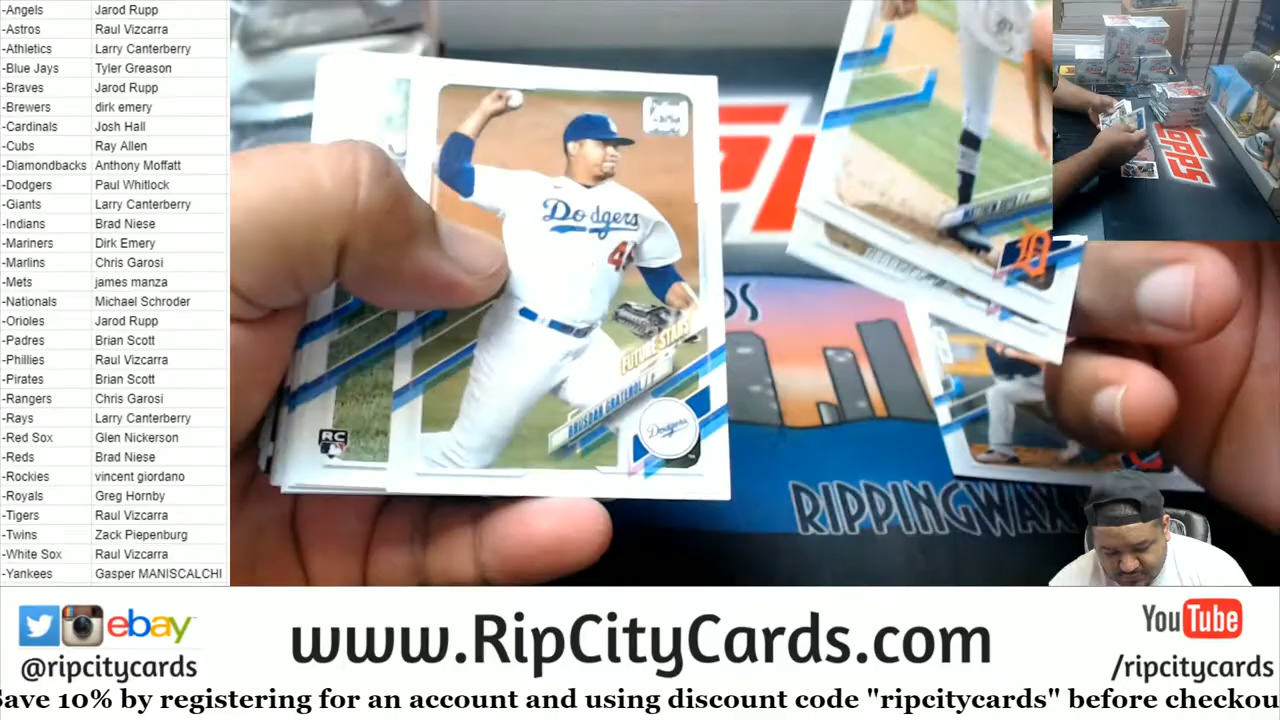 -Angels Jarod Rupp
-Astros Raul Vizcarra
-Athletics Larry Canterberry
-Blue Jays Tyler Greason
-Braves Jarod Rupp
-Brewers dirk emery
-Cardinals Josh Hall
-Cubs Ray Allen
-Diamondbacks Anthony Moffatt
-Dodgers Paul Whitlock
-Giants Larry Canterberry
-Indians Brad Niese
-Mariners Dirk Emery
-Marlins Chris Garosi
-Mets james manza
-Nationals Michael Schroder
-Orioles Jarod Rupp
-Padres Brian Scott
-Phillies Raul Vizcarra
-Pirates Brian Scott
-Rangers Chris Garosi
-Rays Larry Canterberry
-Red Sox Glen Nickerson
-Reds Brad Niese
-Rockies vincent giordano
-Royals Greg Hornby
-Tigers Raul Vizcarra
-Twins Zack Piepenburg
-White Sox Raul Vizcarra
-Yankees Gasper MANISCALCHI
Dodgers
FUTURE STARS
BRUSDAR GRATEROL / P
Dodgers
RC
D
topps
RIPPINGWAX
ebay
@ripcitycards
www.RipCityCards.com
YouTube
/ripcitycards
Save 10% by registering for an account and using discount code "ripcitycards" before checkou